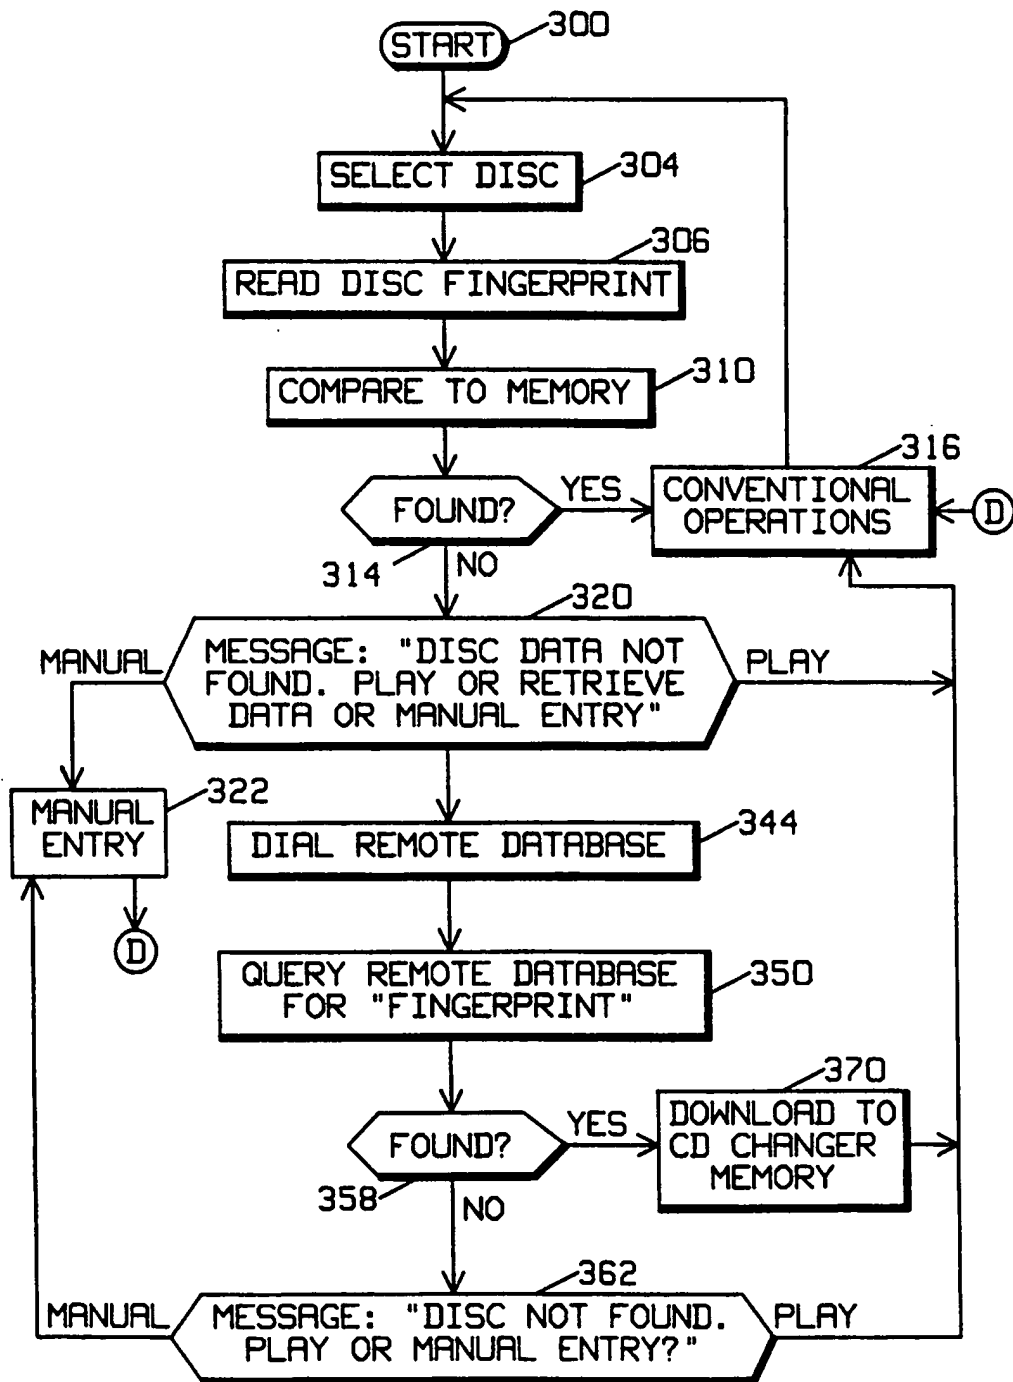 START
300
SELECT DISC
304
306
READ DISC FINGERPRINT
COMPARE TO MEMORY
310
316
FOUND?
YES
CONVENTIONAL
OPERATIONS
D
314
NO
320
MANUAL
MESSAGE: "DISC DATA NOT
FOUND. PLAY OR RETRIEVE
DATA OR MANUAL ENTRY"
PLAY
322
MANUAL
ENTRY
DIAL REMOTE DATABASE
344
D
QUERY REMOTE DATABASE
FOR "FINGERPRINT"
350
370
FOUND?
YES
DOWNLOAD TO
CD CHANGER
MEMORY
358
NO
362
MANUAL
MESSAGE: "DISC NOT FOUND.
PLAY OR MANUAL ENTRY?"
PLAY